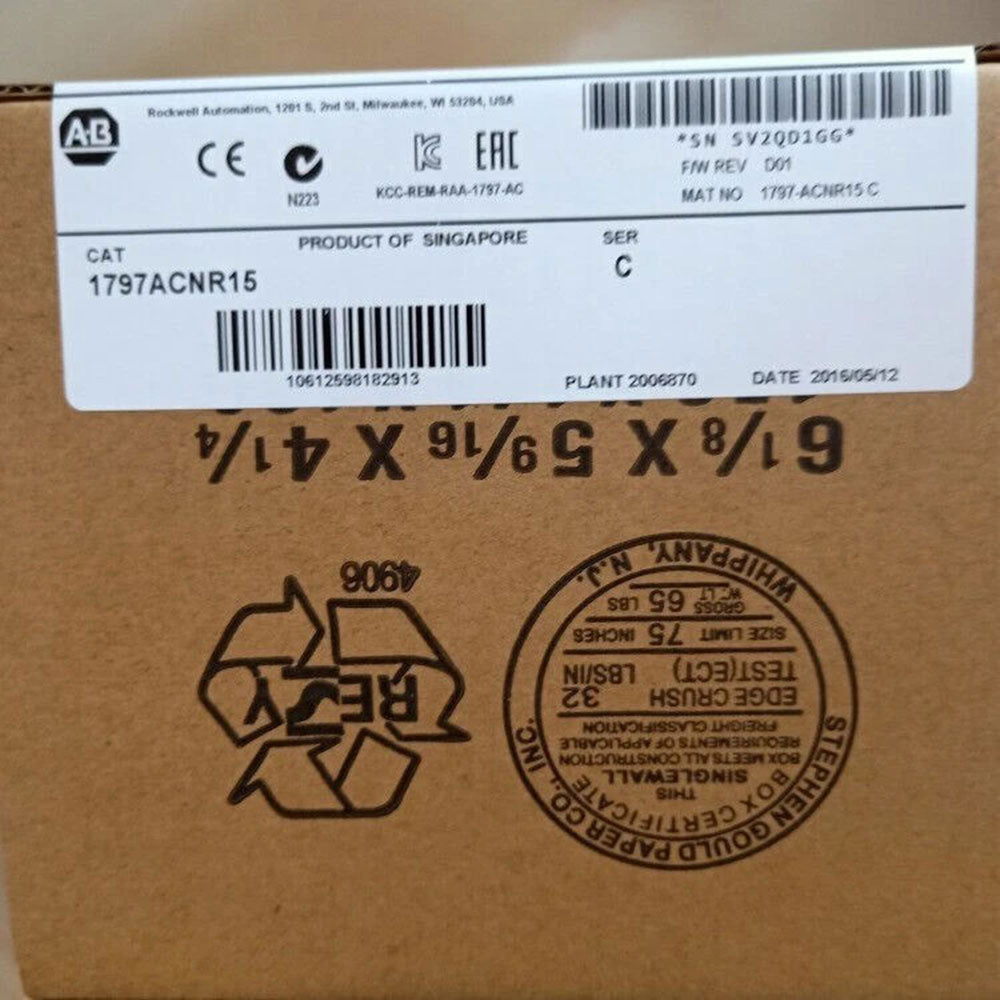 A-B
Rockwell Automation, 1201 S. 2nd St, Milwaukee, WI 53204, USA
CE
N223
KCC-REM-RAA-1797-AC
EAC
*SN SV2QD1GG*
F/W REV D01
MAT NO 1797-ACNR15 C
CAT
1797ACNR15
PRODUCT OF SINGAPORE
SER
C
10612598182913
PLANT 2006870
DATE 2016/05/12
6 1/8 X 5 9/16 X 4 1/4
4906
RESY
WHIPPANY, N.J.
GROSS WT. LT 65 LBS
SIZE LIMIT 75 INCHES
EDGE CRUSH TEST(ECT) 32 LBS/IN
BOX MEETS ALL CONSTRUCTION
REQUIREMENTS OF APPLICABLE
FREIGHT CLASSIFICATION
THIS
SINGLEWALL
BOX CERTIFICATE
STEPHEN GOULD PAPER CO., INC.